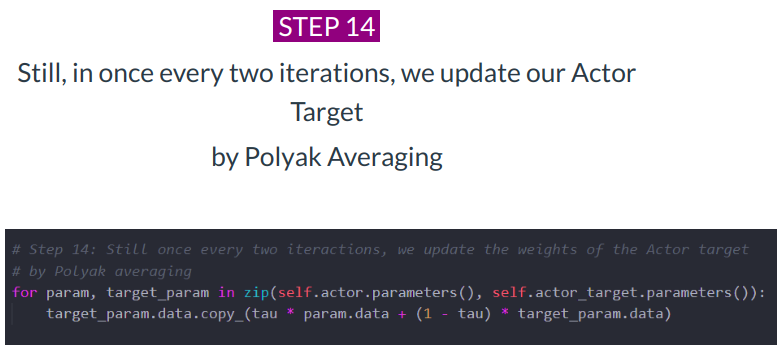 STEP 14
Still, in once every two iterations, we update our Actor
Target
by Polyak Averaging
# Step 14: Still once every two iteractions, we update the weights of the Actor target
# by Polyak averaging
for param, target_param in zip(self.actor.parameters(), self.actor_target.parameters()):
    target_param.data.copy_(tau * param.data + (1 - tau) * target_param.data)